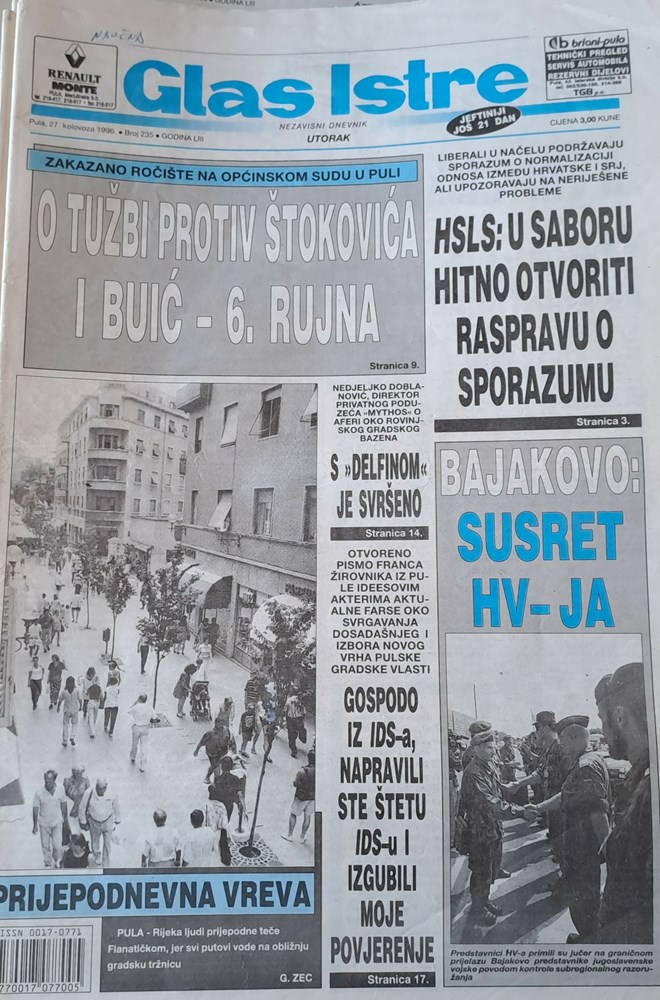 NAUČNA
RENAULT
MONTE
Glas Istre
brioni-pula
TEHNIČKI PREGLED
SERVIS AUTOMOBILA
REZERVNI DIJELOVI
TGB
JEFTINIJI
JOŠ 21 DAN
Pula, 27. kolovoza 1996. • Broj 235 • GODINA LIII
NEZAVISNI DNEVNIK
UTORAK
CIJENA 3,00 KUNE
ZAKAZANO ROČIŠTE NA OPĆINSKOM SUDU U PULI
O TUŽBI PROTIV ŠTOKOVIĆA
I BUIĆ - 6. RUJNA
Stranica 9.
LIBERALI U NAČELU PODRŽAVAJU
SPORAZUM O NORMALIZACIJI
ODNOSA IZMEĐU HRVATSKE I SRJ,
ALI UPOZORAVAJU NA NERIJEŠENE
PROBLEME
HSLS: U SABORU
HITNO OTVORITI
RASPRAVU O
SPORAZUMU
Stranica 3.
NEDJELJKO DOBLA-
NOVIĆ, DIREKTOR
PRIVATNOG PODU-
ZEĆA »MYTHOS« O
AFERI OKO ROVINJ-
SKOG GRADSKOG
BAZENA
S »DELFINOM«
JE SVRŠENO
Stranica 14.
OTVORENO
PISMO FRANCA
ŽIROVNIKA IZ PU-
LE IDEESOVIM
AKTERIMA AKTU-
ALNE FARSE OKO
SVRGAVANJA
DOSADAŠNJEG I
IZBORA NOVOG
VRHA PULSKE
GRADSKE VLASTI
GOSPODO
IZ IDS-a,
NAPRAVILI
STE ŠTETU
IDS-u I
IZGUBILI
MOJE
POVJERENJE
Stranica 17.
BAJAKOVO:
SUSRET
HV-JA
Predstavnici HV-a primili su jučer na graničnom
prijelazu Bajakovo predstavnike jugoslavenske
vojske povodom kontrole subregionalnog razoru-
žanja
PRIJEPODNEVNA VREVA
PULA - Rijeka ljudi prijepodne teče
Flanatičkom, jer svi putovi vode na obližnju
gradsku tržnicu
G. ZEC
ISSN 0017-0771
770017 077005